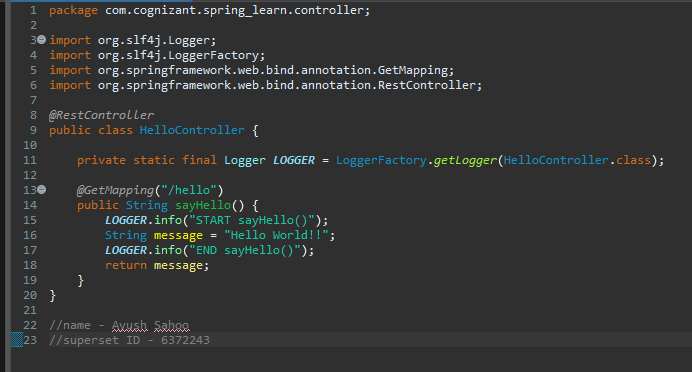 1 package com.cognizant.spring_learn.controller;
2
3 import org.slf4j.Logger;
4 import org.slf4j.LoggerFactory;
5 import org.springframework.web.bind.annotation.GetMapping;
6 import org.springframework.web.bind.annotation.RestController;
7
8 @RestController
9 public class HelloController {
10
11     private static final Logger LOGGER = LoggerFactory.getLogger(HelloController.class);
12
13     @GetMapping("/hello")
14     public String sayHello() {
15         LOGGER.info("START sayHello()");
16         String message = "Hello World!!";
17         LOGGER.info("END sayHello()");
18         return message;
19     }
20 }
21
22 //name - Ayush Sahoo
23 //superset ID - 6372243